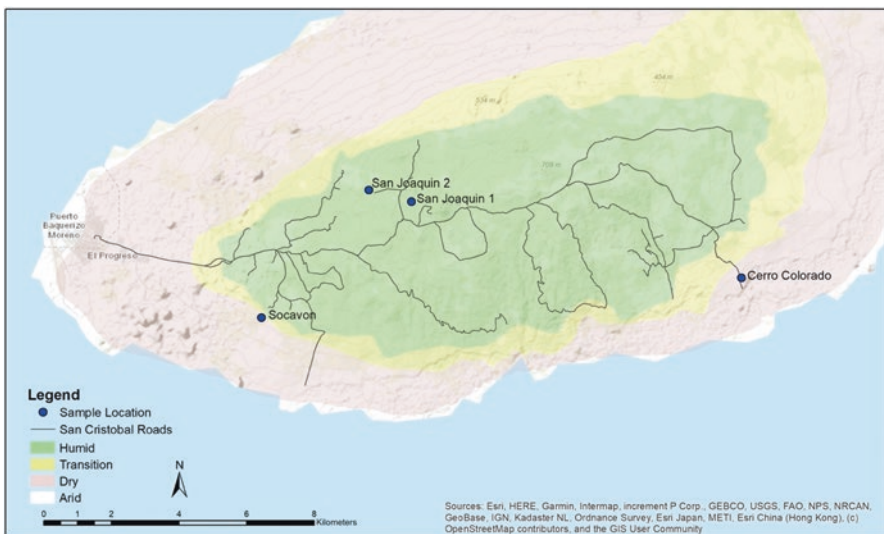 434 m
574 m
709 m
San Joaquin 2
San Joaquin 1
Puerto
Baquerizo
Moreno
El Progreso
Cerro Colorado
Socavon
Legend
Sample Location
San Cristobal Roads
Humid
Transition
Dry
Arid
N
0 1 2 4 6 8
Kilometers
Sources: Esri, HERE, Garmin, Intermap, increment P Corp., GEBCO, USGS, FAO, NPS, NRCAN,
GeoBase, IGN, Kadaster NL, Ordnance Survey, Esri Japan, METI, Esri China (Hong Kong), (c)
OpenStreetMap contributors, and the GIS User Community